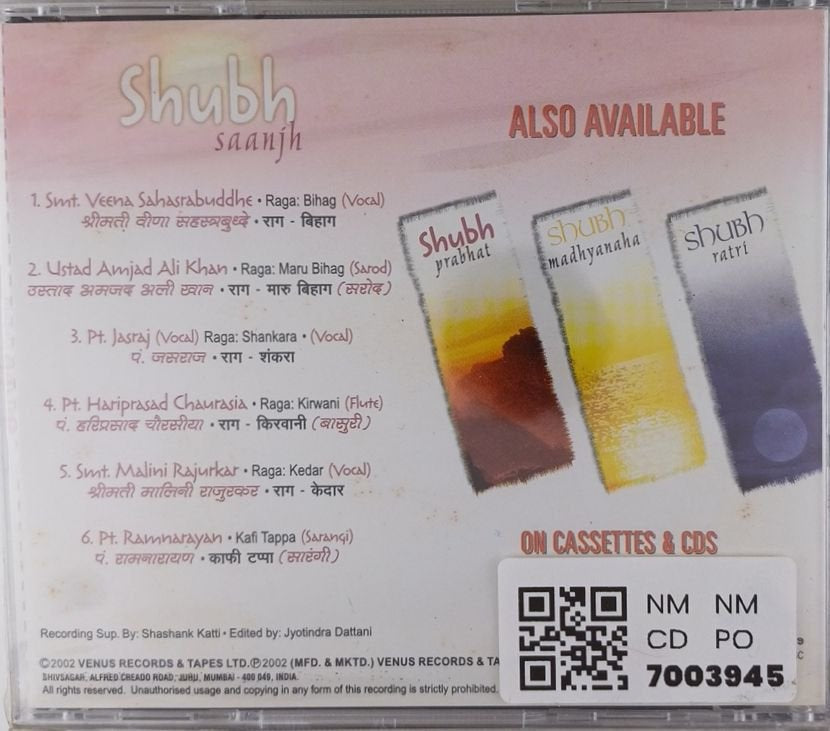 Shubh
saanjh
1. Smt. Veena Sahasrabuddhe • Raga: Bihag (Vocal)
श्रीमती वीणा सहस्त्रबुध्दे • राग - बिहाग
2. Ustad Amjad Ali Khan • Raga: Maru Bihag (Sarod)
उस्ताद अमजद अली खान • राग - मारु बिहाग (सरोद)
3. Pt. Jasraj (Vocal) Raga: Shankara • (Vocal)
पं. जसराज • राग - शंकरा
4. Pt. Hariprasad Chaurasia • Raga: Kirwani (Flute)
पं. हरिप्रसाद चौरसीया • राग - किरवानी (बासुरी)
5. Smt. Malini Rajurkar • Raga: Kedar (Vocal)
श्रीमती मालिनी राजुरकर • राग - केदार
6. Pt. Ramnarayan • Kafi Tappa (Sarangi)
पं. रामनारायण • काफी टप्पा (सारंगी)
Recording Sup. By: Shashank Katti • Edited by: Jyotindra Dattani
©2002 VENUS RECORDS & TAPES LTD.℗2002 (MFD. & MKTD.) VENUS RECORDS & TA
SHIVSAGAR, ALFRED CREADO ROAD, JUHU, MUMBAI - 400 049, INDIA.
All rights reserved. Unauthorised usage and copying in any form of this recording is strictly prohibited.
ALSO AVAILABLE
Shubh
prabhat
shubh
madhyanaha
shubh
ratri
ON CASSETTES & CDS
NM NM
CD PO
7003945